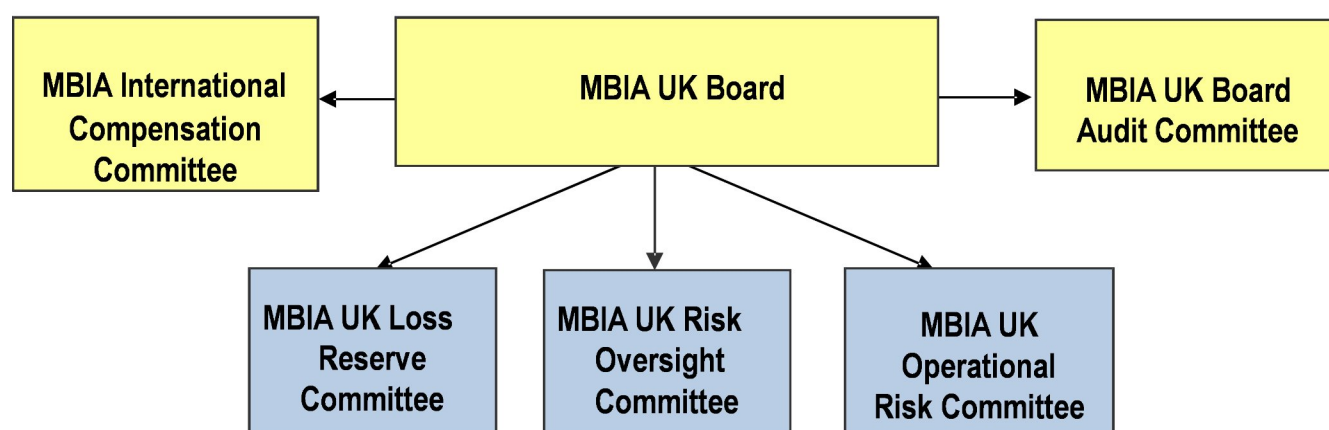 MBIA International
Compensation
Committee
MBIA UK Board
MBIA UK Board
Audit Committee
MBIA UK Loss
Reserve
Committee
MBIA UK Risk
Oversight
Committee
MBIA UK
Operational
Risk Committee